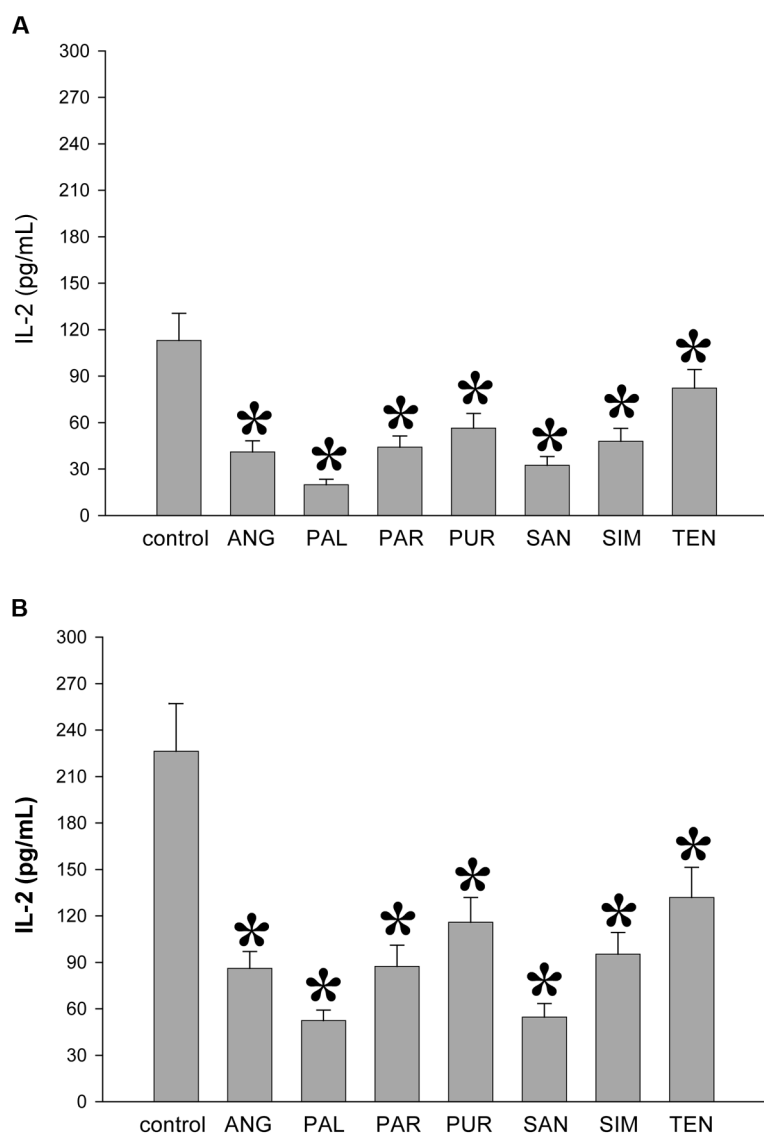 A
300
270
240
210
180
150
120
90
60
30
0
IL-2 (pg/mL)
* * * * * * *
control ANG PAL PAR PUR SAN SIM TEN
B
300
270
240
210
180
150
120
90
60
30
0
IL-2 (pg/mL)
* * * * * * *
control ANG PAL PAR PUR SAN SIM TEN